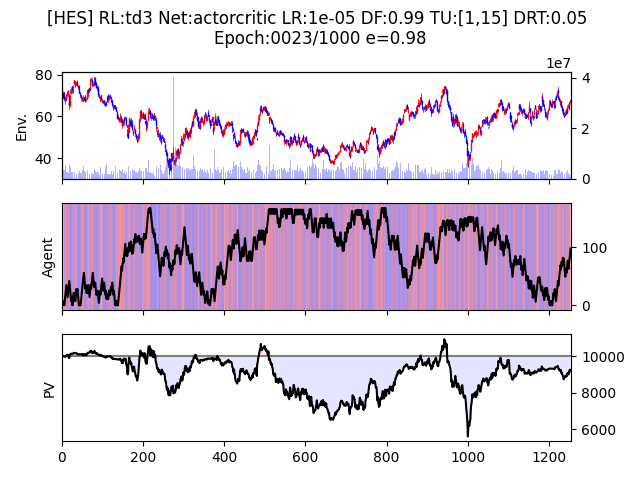 [HES] RL:td3 Net:actorcritic LR:1e-05 DF:0.99 TU:[1,15] DRT:0.05
Epoch:0023/1000 e=0.98
1e7
80
60
40
Env.
4
2
0
Agent
100
0
PV
10000
8000
6000
0 200 400 600 800 1000 1200